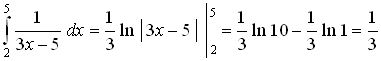 ∫₂⁵ 1/(3x−5) dx = 1/3 ln|3x−5| |₂⁵ = 1/3 ln 10 − 1/3 ln 1 = 1/3